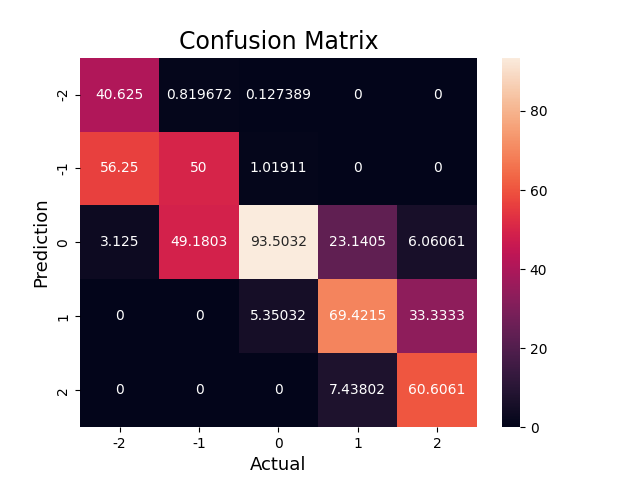 Confusion Matrix
-2 40.625 0.819672 0.127389 0 0
-1 56.25 50 1.01911 0 0
0 3.125 49.1803 93.5032 23.1405 6.06061
1 0 0 5.35032 69.4215 33.3333
2 0 0 0 7.43802 60.6061
-2 -1 0 1 2
Prediction
Actual
80
60
40
20
0